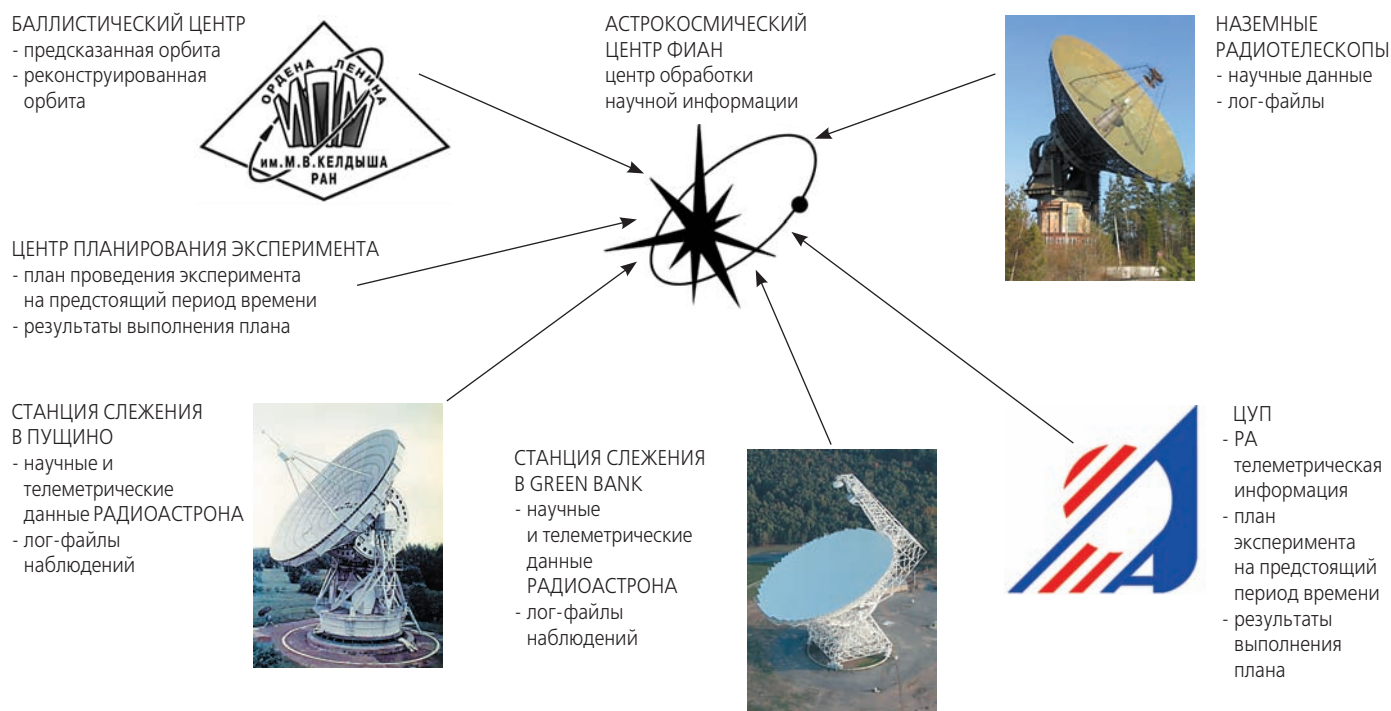 БАЛЛИСТИЧЕСКИЙ ЦЕНТР
- предсказанная орбита
- реконструированная
орбита
ОРДЕНА ЛЕНИНА
ИПМ
им.М.В.КЕЛДЫША
РАН
АСТРОКОСМИЧЕСКИЙ
ЦЕНТР ФИАН
центр обработки
научной информации
НАЗЕМНЫЕ
РАДИОТЕЛЕСКОПЫ
- научные данные
- лог-файлы
ЦЕНТР ПЛАНИРОВАНИЯ ЭКСПЕРИМЕНТА
- план проведения эксперимента
на предстоящий период времени
- результаты выполнения плана
СТАНЦИЯ СЛЕЖЕНИЯ
В ПУЩИНО
- научные и
телеметрические
данные РАДИОАСТРОНА
- лог-файлы
наблюдений
СТАНЦИЯ СЛЕЖЕНИЯ
В GREEN BANK
- научные
и телеметрические
данные
РАДИОАСТРОНА
- лог-файлы
наблюдений
ЦУП
- РА
телеметрическая
информация
- план
эксперимента
на предстоящий
период времени
- результаты
выполнения
плана